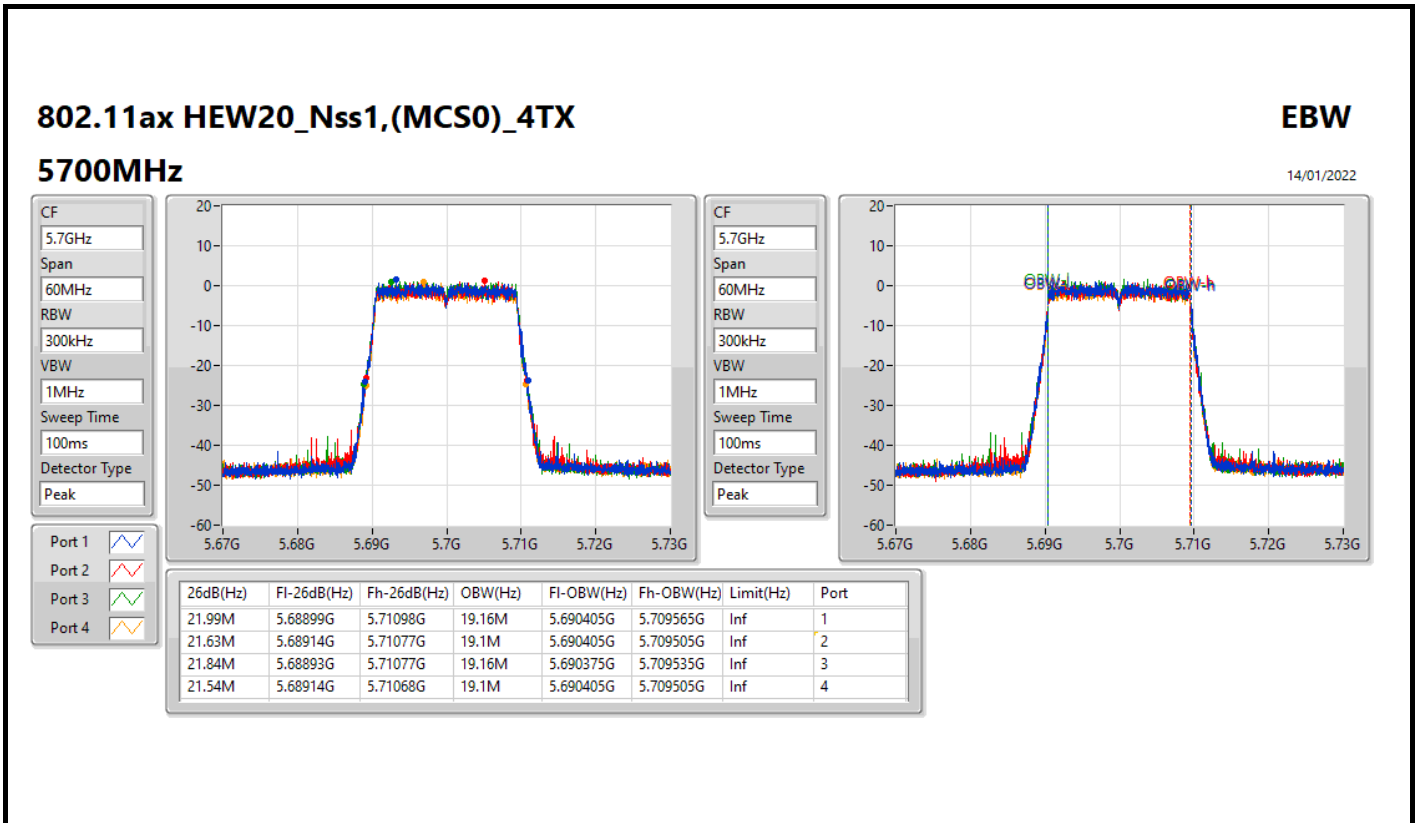 802.11ax HEW20_Nss1,(MCS0)_4TX EBW
5700MHz 14/01/2022
CF
5.7GHz
Span
60MHz
RBW
300kHz
VBW
1MHz
Sweep Time
100ms
Detector Type
Peak
20
10
0
-10
-20
-30
-40
-50
-60
5.67G 5.68G 5.69G 5.7G 5.71G 5.72G 5.73G
CF
5.7GHz
Span
60MHz
RBW
300kHz
VBW
1MHz
Sweep Time
100ms
Detector Type
Peak
20
10
0
-10
-20
-30
-40
-50
-60
OBW-h
5.67G 5.68G 5.69G 5.7G 5.71G 5.72G 5.73G
Port 1
Port 2
Port 3
Port 4
26dB(Hz) Fl-26dB(Hz) Fh-26dB(Hz) OBW(Hz) Fl-OBW(Hz) Fh-OBW(Hz) Limit(Hz) Port
21.99M 5.68899G 5.71098G 19.16M 5.690405G 5.709565G Inf 1
21.63M 5.68914G 5.71077G 19.1M 5.690405G 5.709505G Inf 2
21.84M 5.68893G 5.71077G 19.16M 5.690375G 5.709535G Inf 3
21.54M 5.68914G 5.71068G 19.1M 5.690405G 5.709505G Inf 4